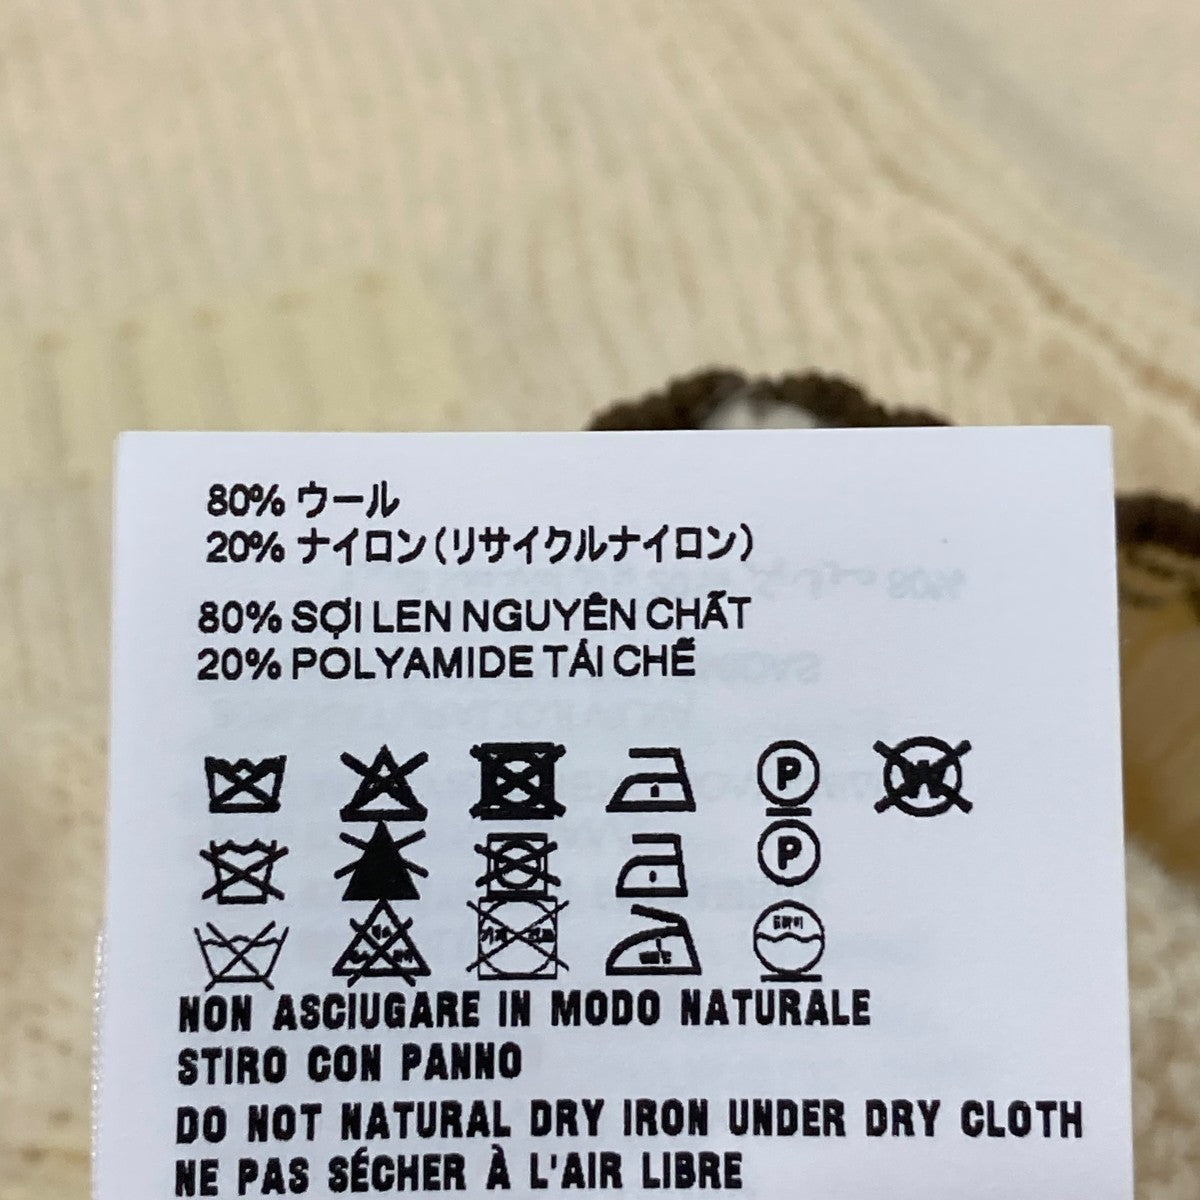 80% ウール
20% ナイロン(リサイクルナイロン)
80% SỢI LEN NGUYÊN CHẤT
20% POLYAMIDE TÁI CHẾ
P W
P
NON ASCIUGARE IN MODO NATURALE
STIRO CON PANNO
DO NOT NATURAL DRY IRON UNDER DRY CLOTH
NE PAS SÉCHER À L'AIR LIBRE